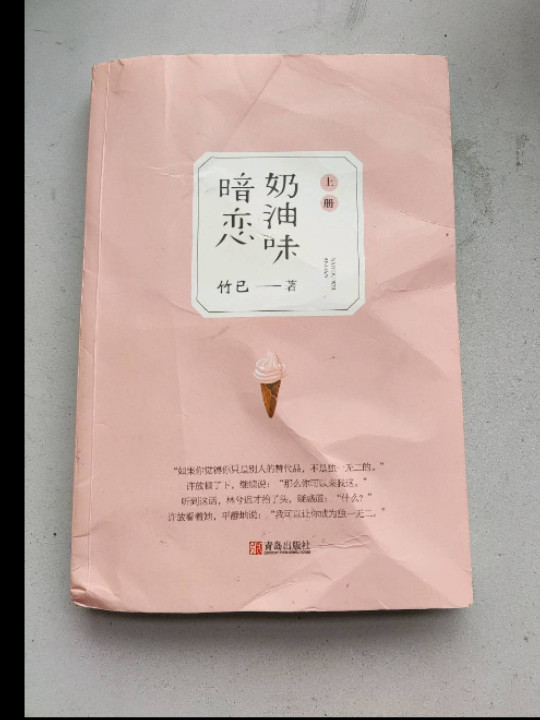 奶油味
暗恋
上册
竹已——著
“如果你觉得你只是别人的替代品，不是独一无二的。”
许放顿了下，继续说：“那么你可以来我这。”
听到这话，林兮迟才抬了头，疑惑道：“什么？”
许放看着她，平静地说：“我可以让你成为独一无二。”
青岛出版社